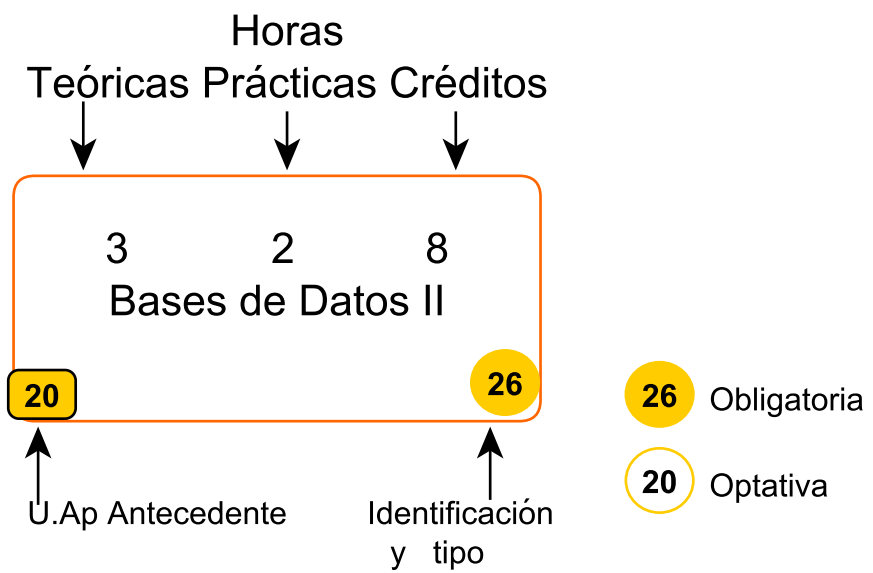 Horas
Teóricas Prácticas Créditos
3 2 8
Bases de Datos II
20
26
26 Obligatoria
20 Optativa
U.Ap Antecedente
Identificación
y tipo